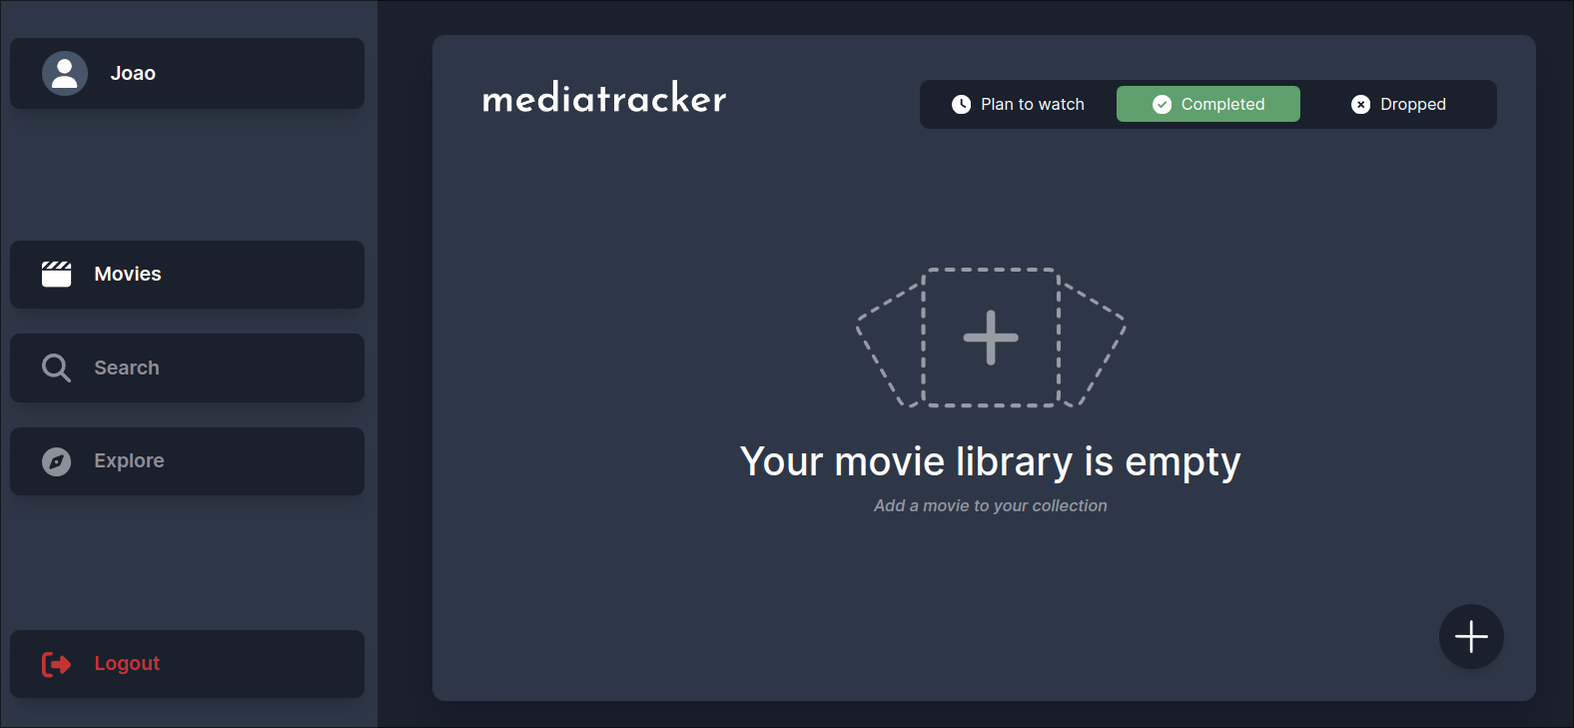 Joao
Movies
Search
Explore
Logout
mediatracker
Plan to watch
Completed
Dropped
Your movie library is empty
Add a movie to your collection